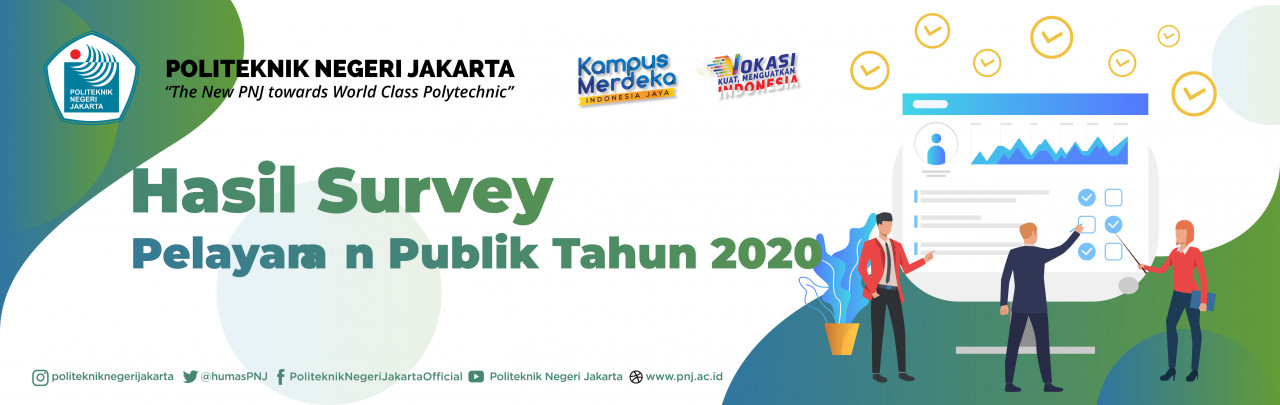 POLITEKNIK
NEGERI
JAKARTA
POLITEKNIK NEGERI JAKARTA
“The New PNJ towards World Class Polytechnic”
Kampus
Merdeka
INDONESIA JAYA
VOKASI
KUAT, MENGUATKAN
INDONESIA
Hasil Survey
Pelayanan Publik Tahun 2020
politekniknegerijakarta @humasPNJ PoliteknikNegeriJakartaOfficial Politeknik Negeri Jakarta www.pnj.ac.id